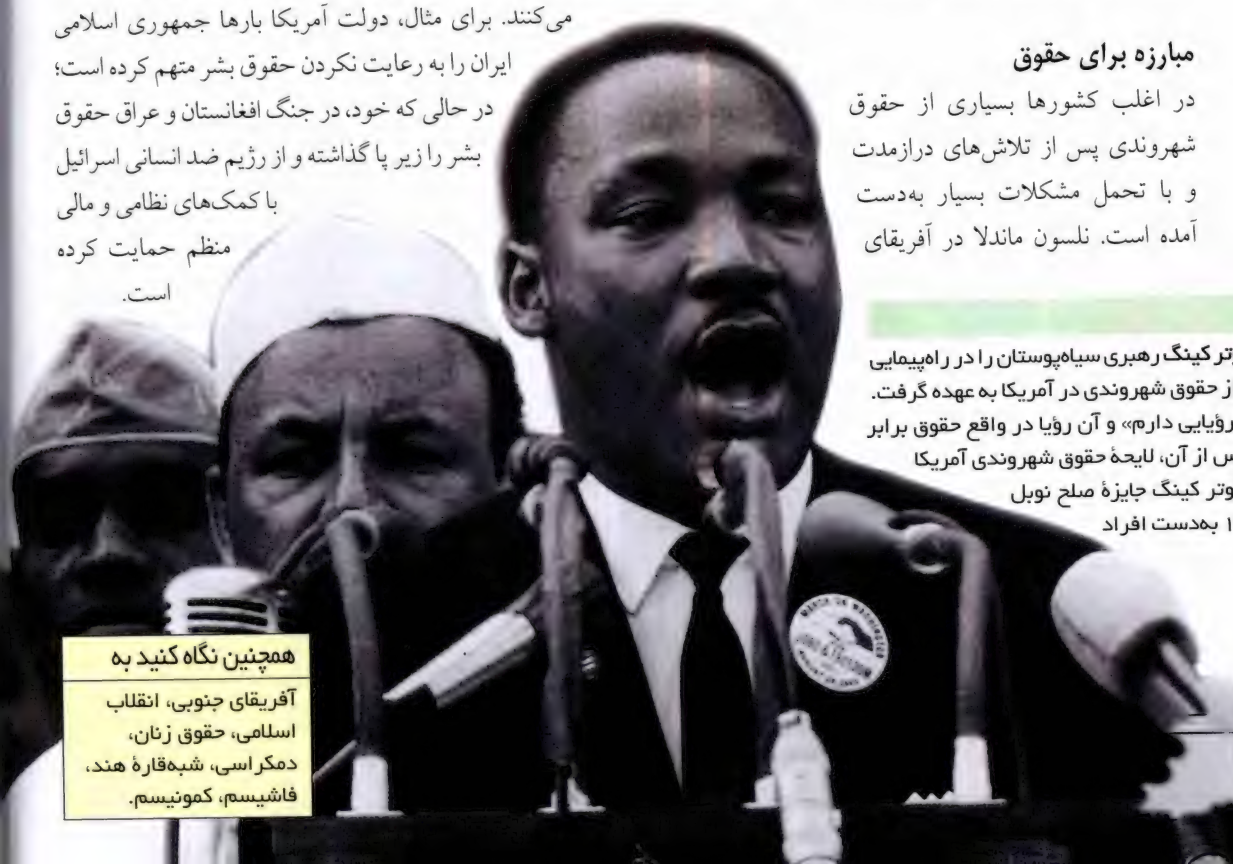 مبارزه برای حقوق
در اغلب کشورها بسیاری از حقوق
شهروندی پس از تلاش‌های درازمدت
و با تحمل مشکلات بسیار به‌دست
آمده است. نلسون ماندلا در آفریقای
می‌کنند. برای مثال، دولت آمریکا بارها جمهوری اسلامی
ایران را به رعایت نکردن حقوق بشر متهم کرده است؛
در حالی که خود، در جنگ افغانستان و عراق حقوق
بشر را زیر پا گذاشته و از رژیم ضد انسانی اسرائیل
با کمک‌های نظامی و مالی
منظم حمایت کرده
است.
کینگ رهبری سیاه‌پوستان را در راه‌پیمایی
از حقوق شهروندی در آمریکا به عهده گرفت.
رؤیایی دارم» و آن رؤیا در واقع حقوق برابر
از آن، لایحهٔ حقوق شهروندی آمریکا
کینگ جایزهٔ صلح نوبل
به‌دست افراد
MARCH ON WASHINGTON
همچنین نگاه کنید به
آفریقای جنوبی، انقلاب
اسلامی، حقوق زنان،
دمکراسی، شبه‌قارهٔ هند،
فاشیسم، کمونیسم.